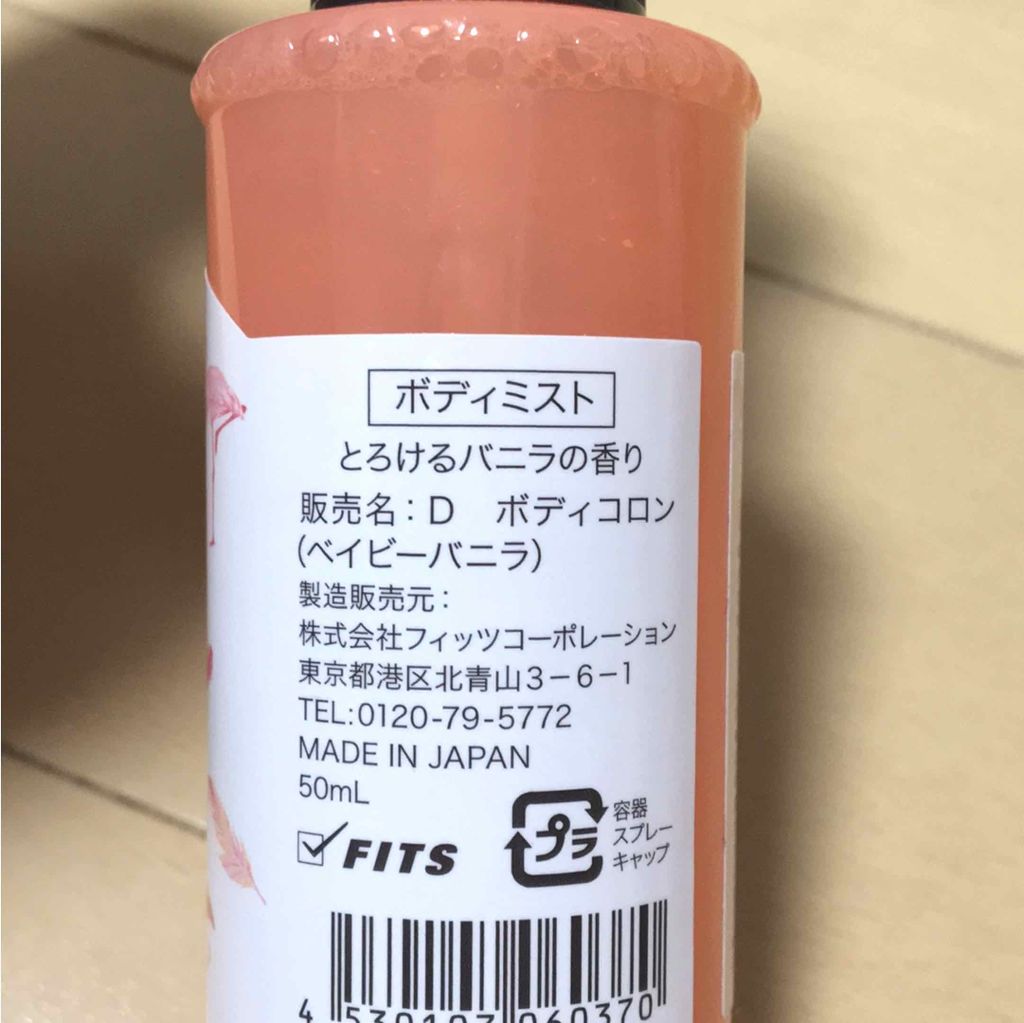 ボディミスト
とろけるバニラの香り
販売名：D　ボディコロン
(ベイビーバニラ)
製造販売元：
株式会社フィッツコーポレーション
東京都港区北青山3－6－1
TEL:0120-79-5772
MADE IN JAPAN
50mL
FITS
プラ
容器
スプレー
キャップ
4 530107 060370